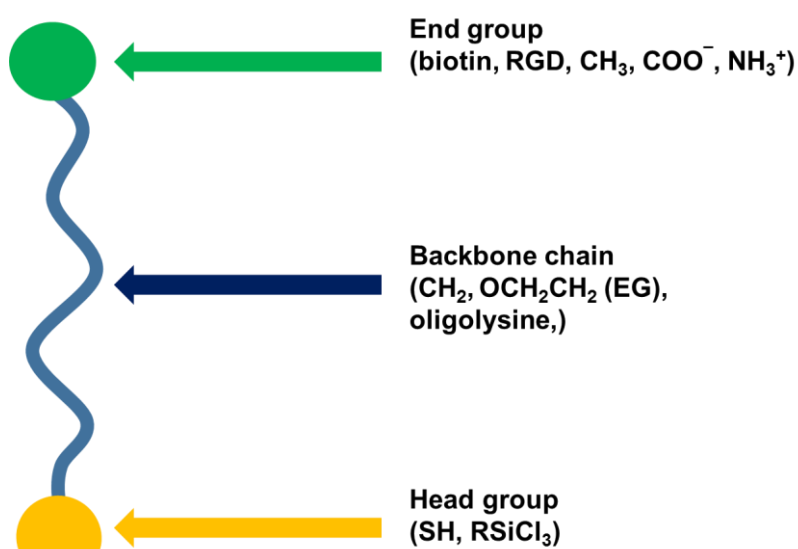 End group
(biotin, RGD, CH₃, COO⁻, NH₃⁺)
Backbone chain
(CH₂, OCH₂CH₂ (EG),
oligolysine,)
Head group
(SH, RSiCl₃)